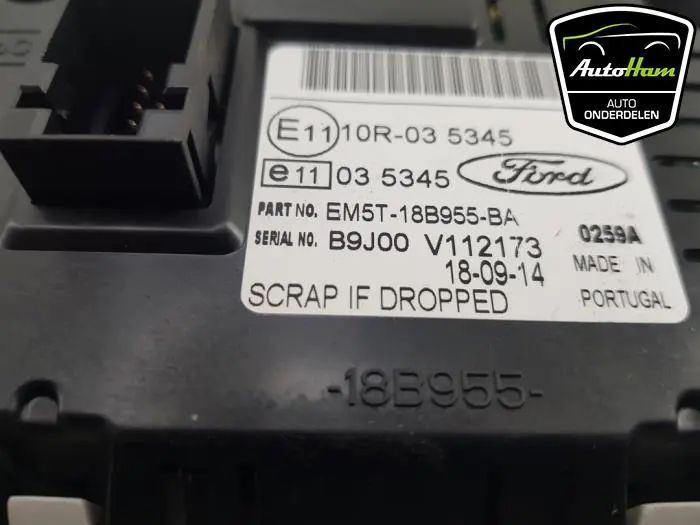 AutoHam
AUTO
ONDERDELEN
E11 10R-03 5345
e11 03 5345 Ford
PART NO. EM5T-18B955-BA
SERIAL NO. B9J00 V112173 0259A
18-09-14 MADE IN
SCRAP IF DROPPED PORTUGAL
-18B955-